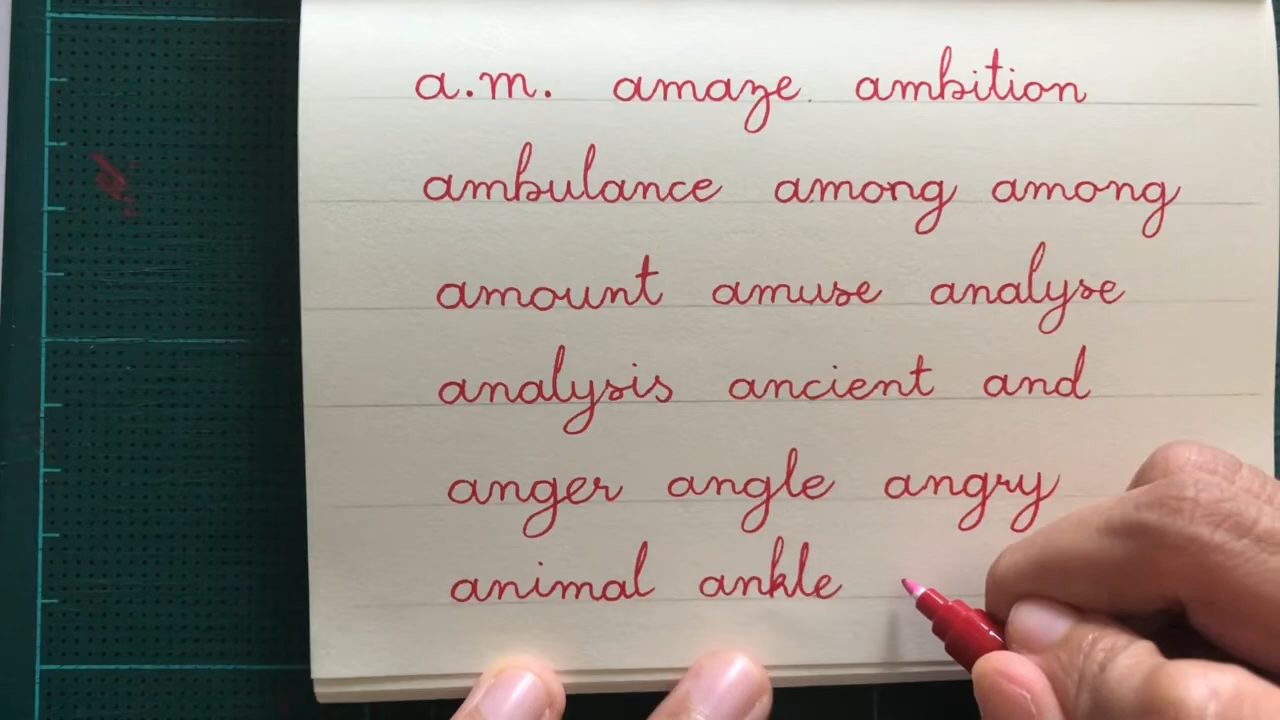 a.m. amaze ambition
ambulance among among
amount amuse analyse
analysis ancient and
anger angle angry
animal ankle